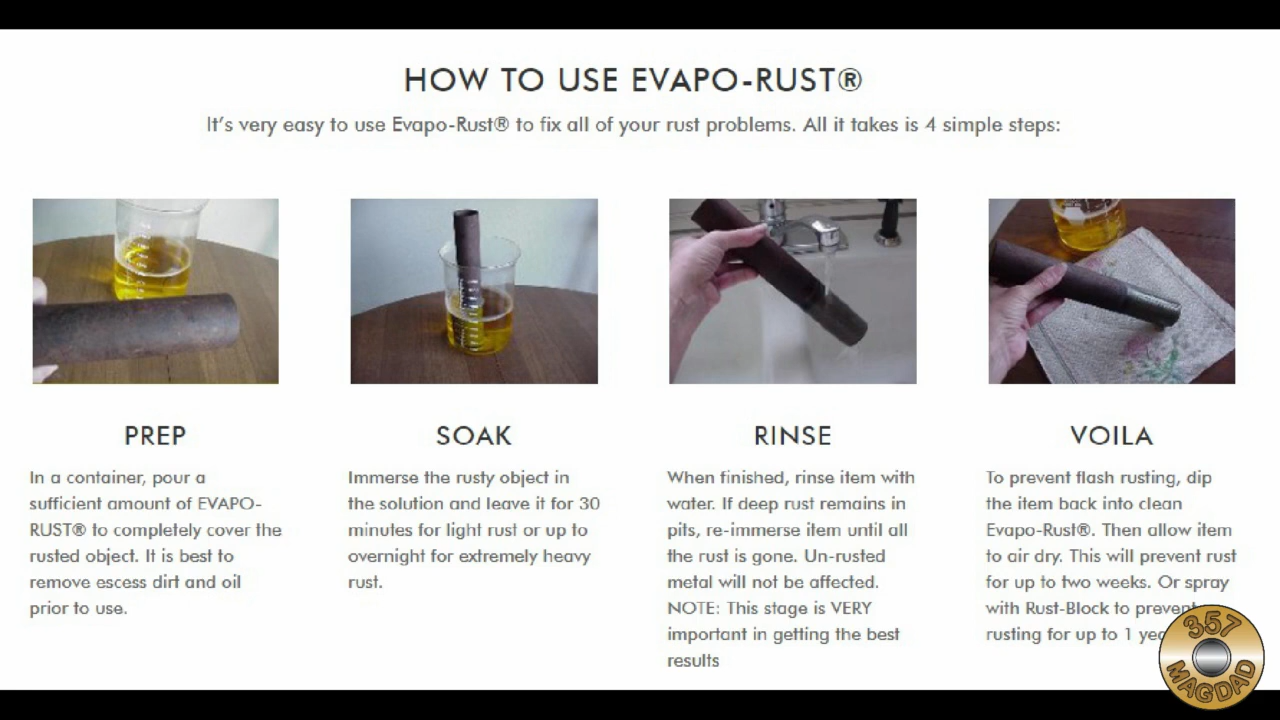 HOW TO USE EVAPO-RUST®
It's very easy to use Evapo-Rust® to fix all of your rust problems. All it takes is 4 simple steps:
PREP
In a container, pour a
sufficient amount of EVAPO-
RUST® to completely cover the
rusted object. It is best to
remove escess dirt and oil
prior to use.
SOAK
Immerse the rusty object in
the solution and leave it for 30
minutes for light rust or up to
overnight for extremely heavy
rust.
RINSE
When finished, rinse item with
water. If deep rust remains in
pits, re-immerse item until all
the rust is gone. Un-rusted
metal will not be affected.
NOTE: This stage is VERY
important in getting the best
results
VOILA
To prevent flash rusting, dip
the item back into clean
Evapo-Rust®. Then allow item
to air dry. This will prevent rust
for up to two weeks. Or spray
with Rust-Block to prevent
rusting for up to 1
357
MAGDAD